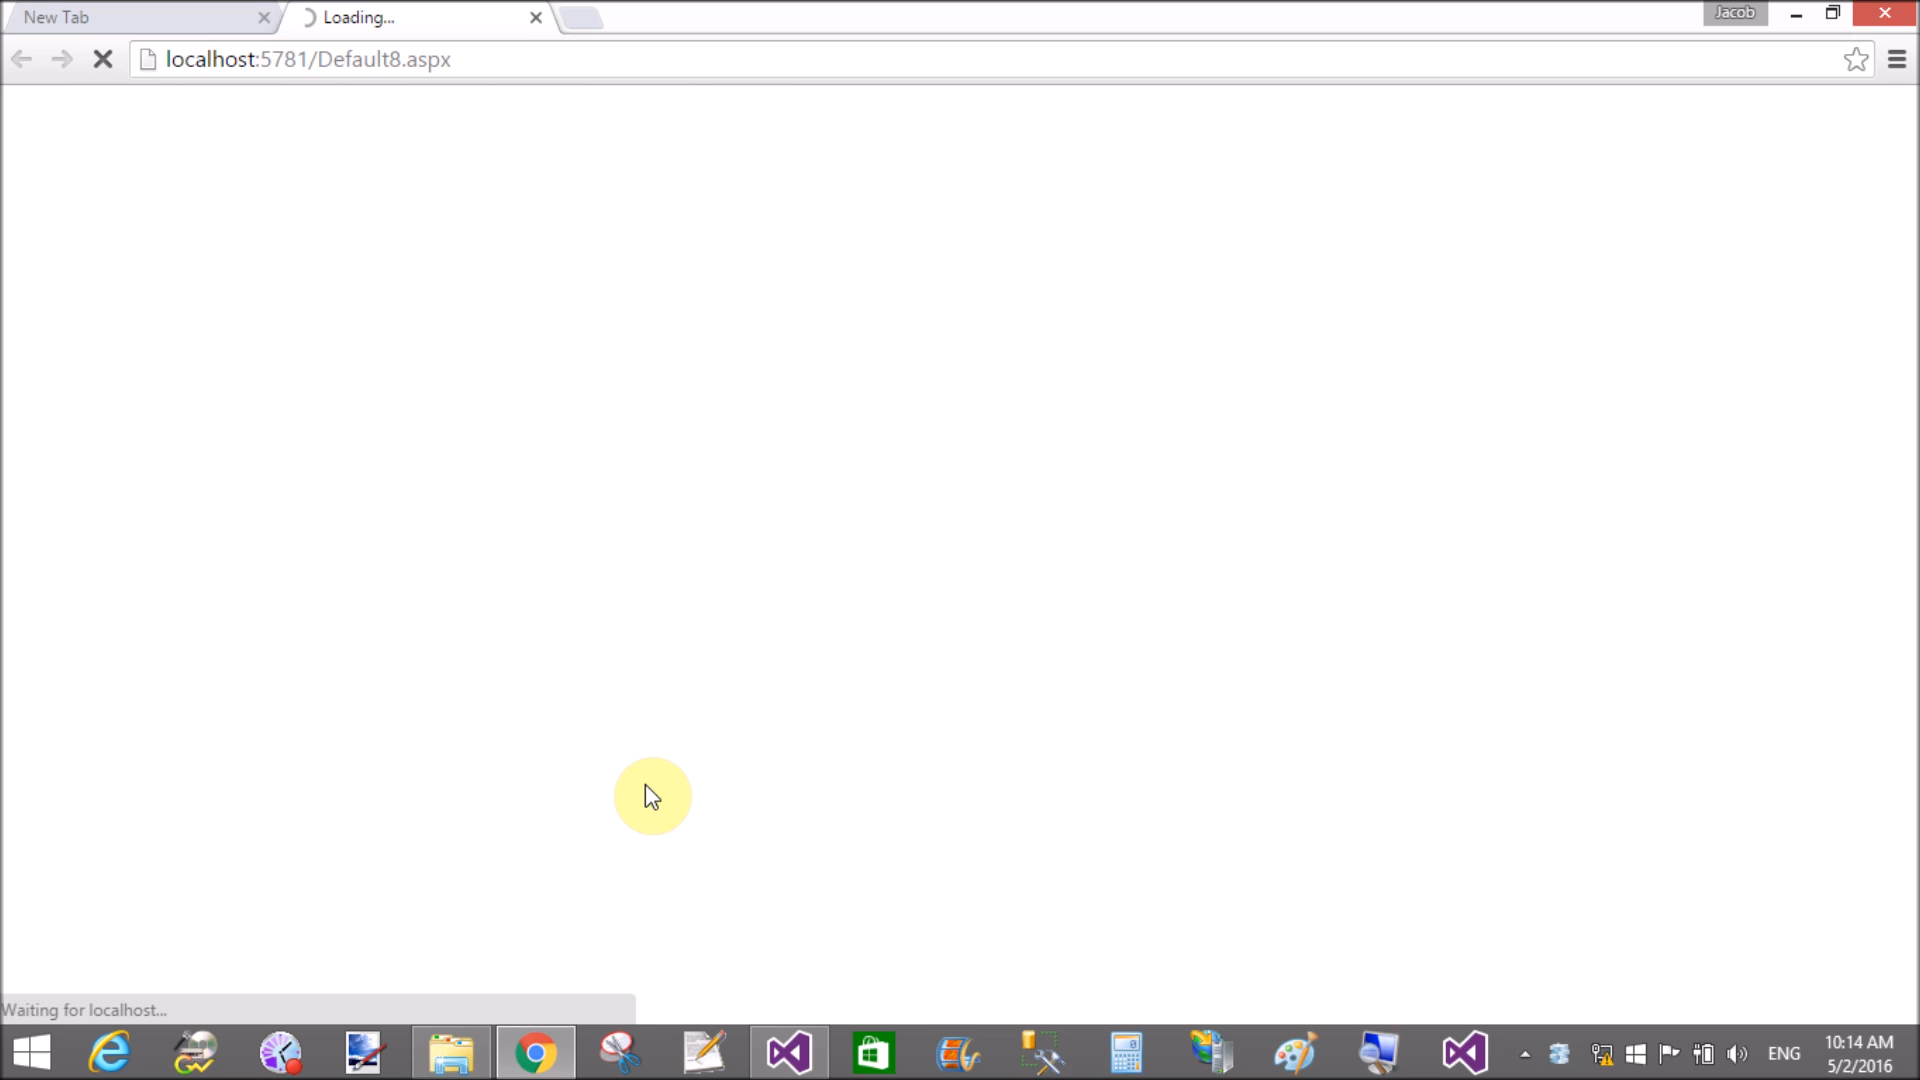 New Tab
Loading...
Jacob
localhost:5781/Default8.aspx
Waiting for localhost...
ENG
10:14 AM
5/2/2016